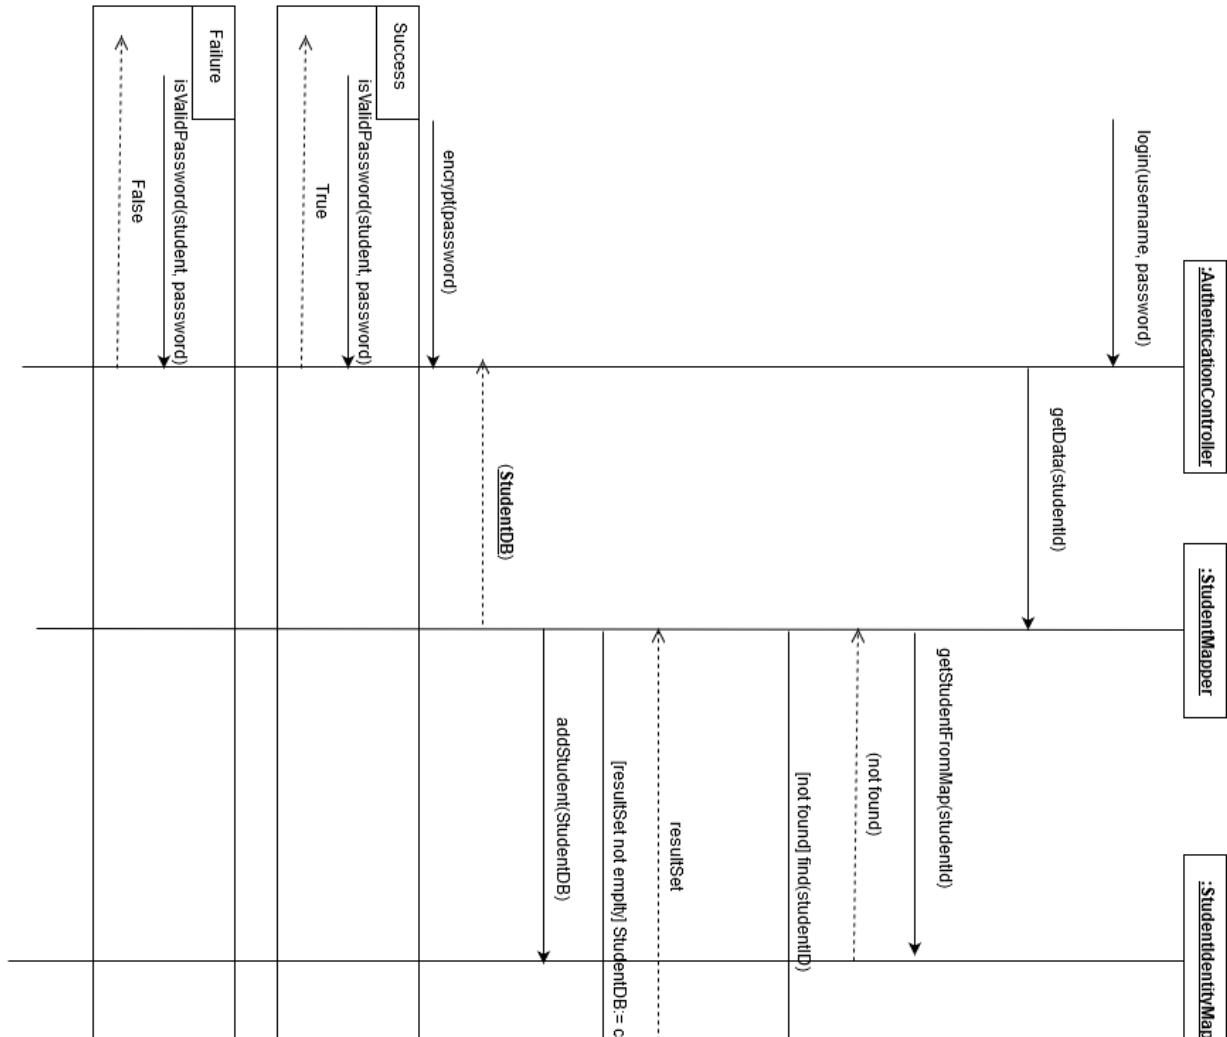 :AuthenticationController
:StudentMapper
:StudentIdentityMap
login(username, password)
getData(studentId)
getStudentFromMap(studentId)
(not found)
[not found] find(studentID)
resultSet
[resultSet not empity] StudentDB:= c
addStudent(StudentDB)
(StudentDB)
encrypt(password)
Success
isValidPassword(student, password)
True
Failure
isValidPassword(student, password)
False